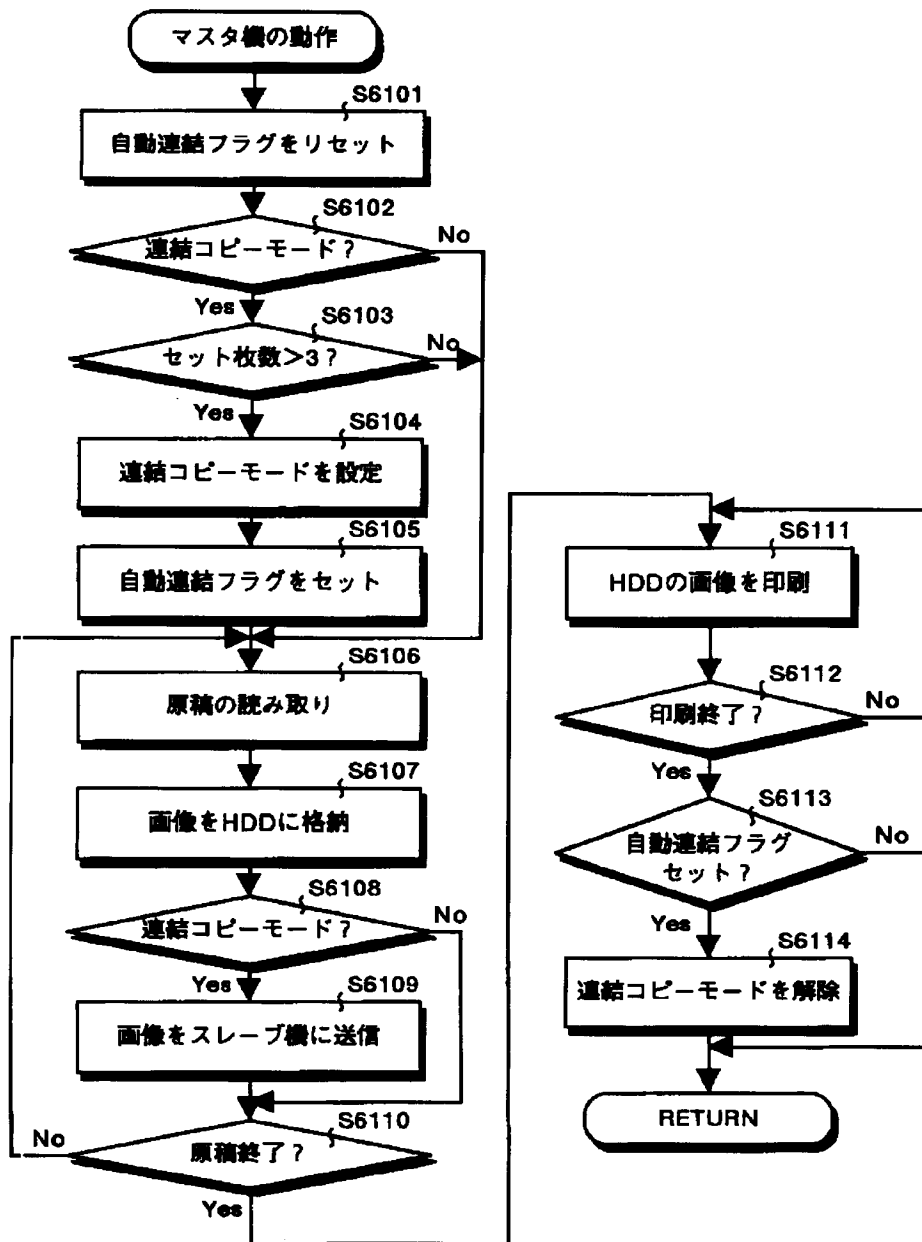 マスタ機の動作
S6101
自動連結フラグをリセット
S6102
連結コピーモード？
No
Yes
S6103
セット枚数＞3？
No
Yes
S6104
連結コピーモードを設定
S6105
自動連結フラグをセット
S6106
原稿の読み取り
S6107
画像をHDDに格納
S6108
連結コピーモード？
No
Yes
S6109
画像をスレーブ機に送信
S6110
No
原稿終了？
Yes
S6111
HDDの画像を印刷
S6112
印刷終了？
No
Yes
S6113
自動連結フラグ
セット？
No
Yes
S6114
連結コピーモードを解除
RETURN